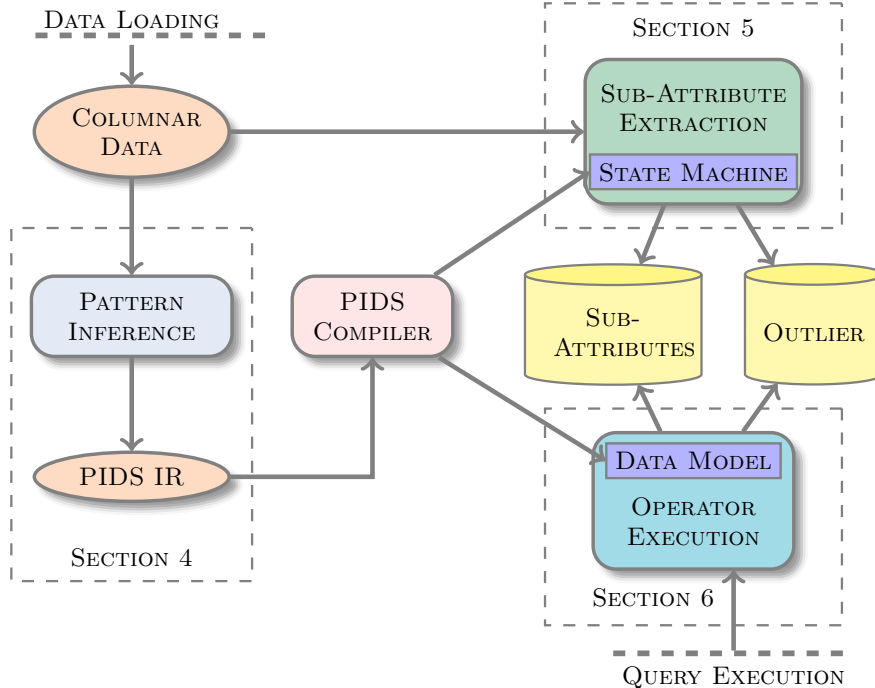 Data Loading
Section 5
Columnar
Data
Sub-Attribute
Extraction
State Machine
Pattern
Inference
PIDS
Compiler
Sub-
Attributes
Outlier
PIDS IR
Data Model
Operator
Execution
Section 4
Section 6
Query Execution